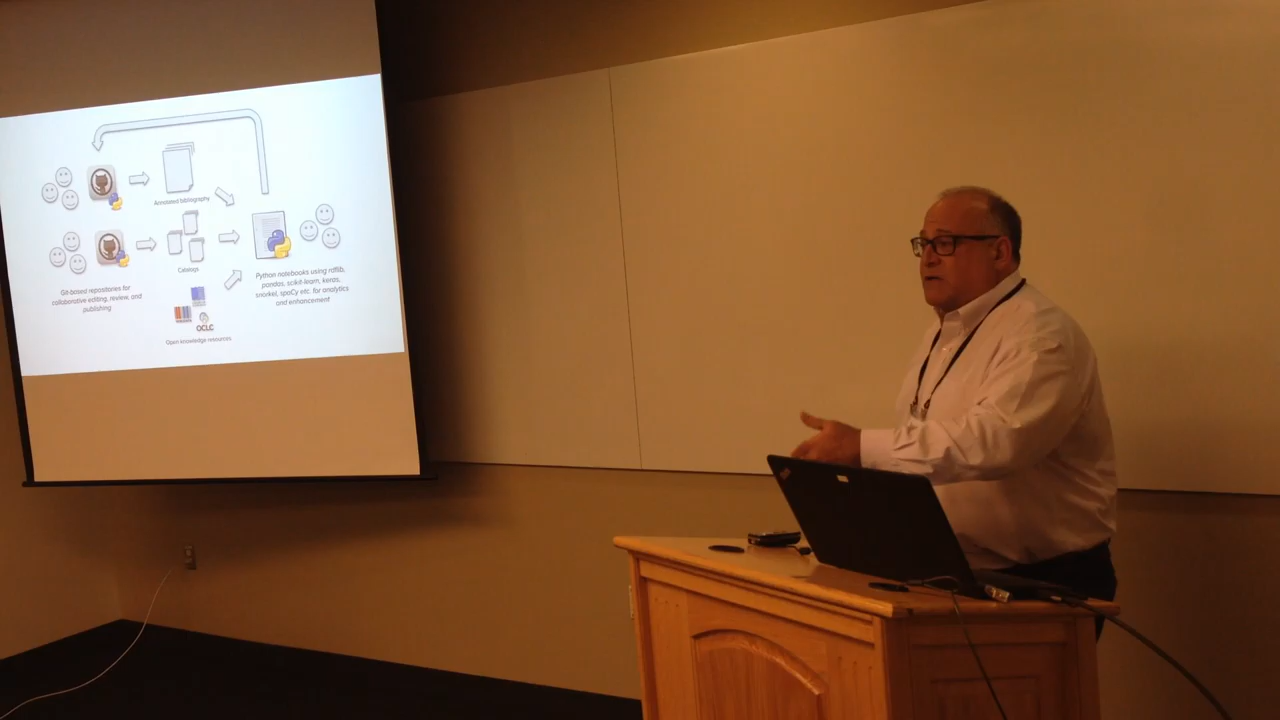 Annotated bibliography
Catalogs
Git-based repositories for
collaborative editing, review, and
publishing
Python notebooks using rdflib,
pandas, scikit-learn, keras,
snorkel, spaCy etc. for analytics
and enhancement
OCLC
Open knowledge resources